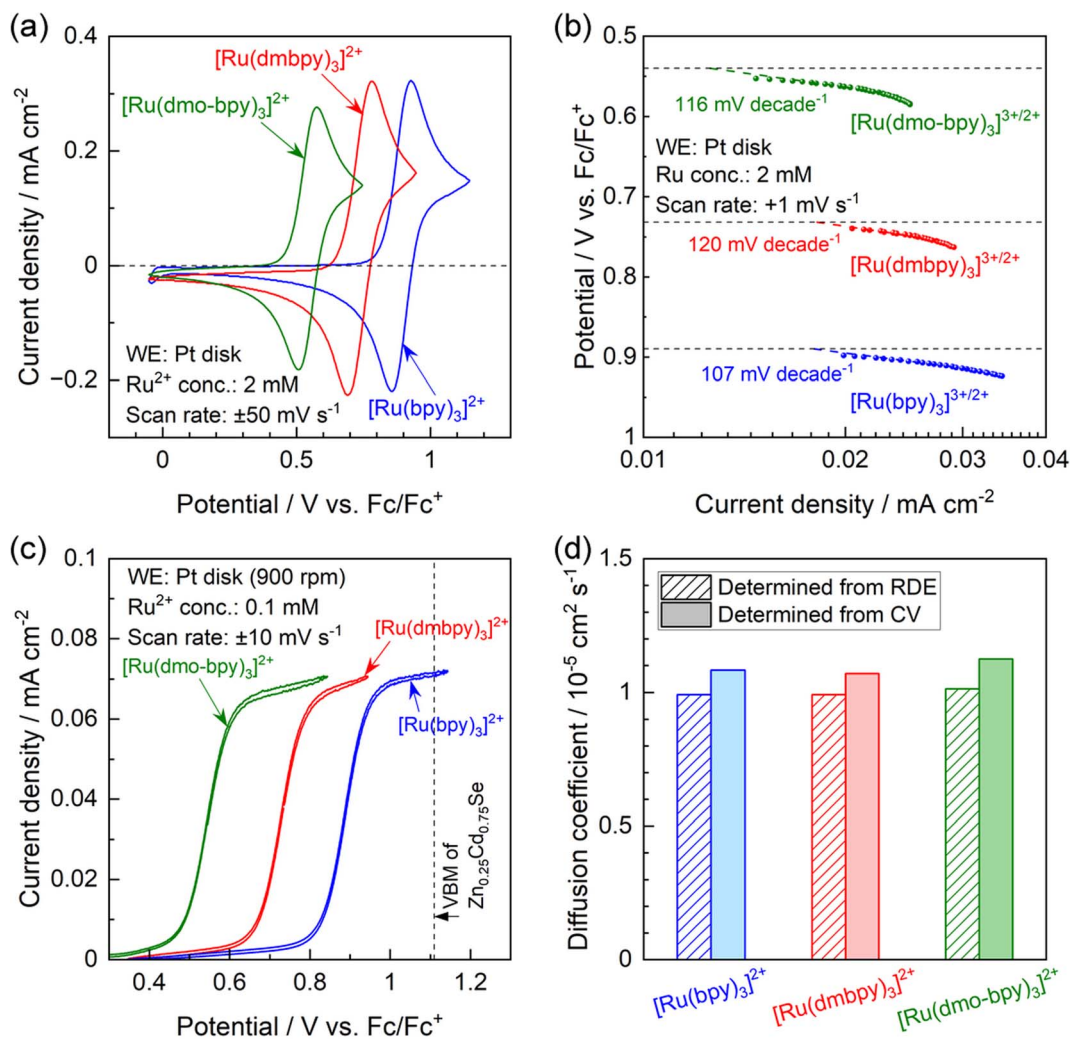 (a)
0.4
0.2
0
−0.2
Current density / mA cm⁻²
[Ru(dmbpy)₃]²⁺
[Ru(dmo-bpy)₃]²⁺
WE: Pt disk
Ru²⁺ conc.: 2 mM
Scan rate: ±50 mV s⁻¹
[Ru(bpy)₃]²⁺
0
0.5
1
Potential / V vs. Fc/Fc⁺
(b)
0.5
0.6
0.7
0.8
0.9
1
Potential / V vs. Fc/Fc⁺
116 mV decade⁻¹
[Ru(dmo-bpy)₃]³⁺/²⁺
WE: Pt disk
Ru conc.: 2 mM
Scan rate: +1 mV s⁻¹
120 mV decade⁻¹
[Ru(dmbpy)₃]³⁺/²⁺
107 mV decade⁻¹
[Ru(bpy)₃]³⁺/²⁺
0.01
0.02
0.03
0.04
Current density / mA cm⁻²
(c)
0.1
0.08
0.06
0.04
0.02
0
Current density / mA cm⁻²
WE: Pt disk (900 rpm)
Ru²⁺ conc.: 0.1 mM
Scan rate: ±10 mV s⁻¹
[Ru(dmbpy)₃]²⁺
[Ru(dmo-bpy)₃]²⁺
[Ru(bpy)₃]²⁺
VBM of
Zn₀.₂₅Cd₀.₇₅Se
0.4
0.6
0.8
1
1.2
Potential / V vs. Fc/Fc⁺
(d)
1.5
1
0.5
0
Diffusion coefficient / 10⁻⁵ cm² s⁻¹
Determined from RDE
Determined from CV
[Ru(bpy)₃]²⁺
[Ru(dmbpy)₃]²⁺
[Ru(dmo-bpy)₃]²⁺